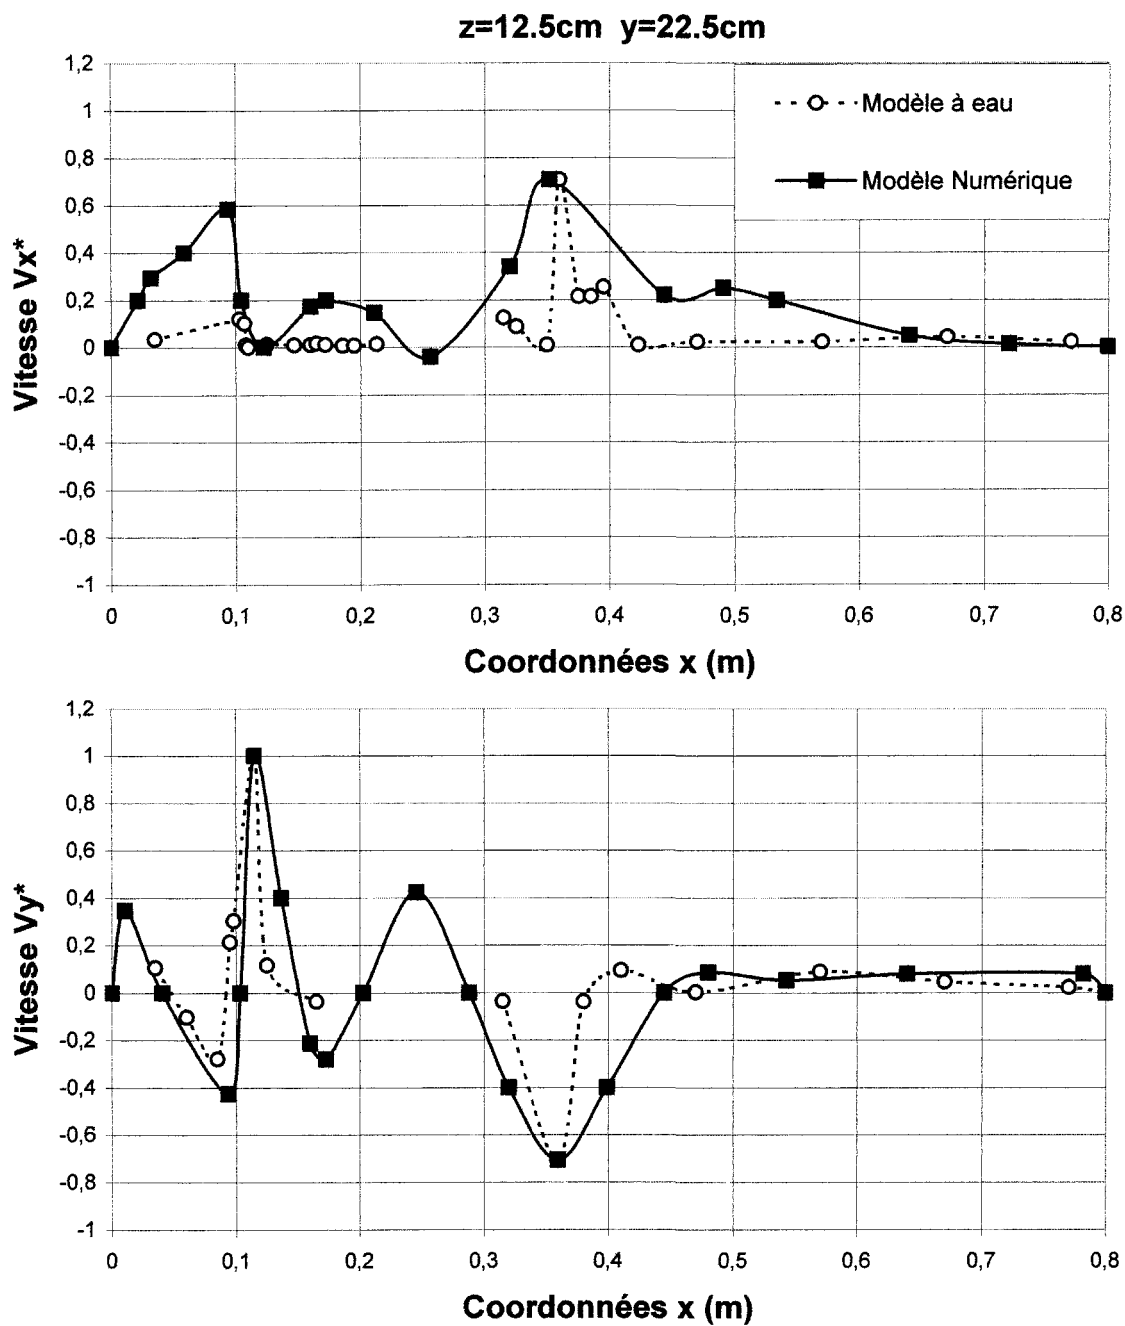 z=12.5cm y=22.5cm
1,2
1
0,8
0,6
0,4
0,2
0
-0,2
-0,4
-0,6
-0,8
-1
Vitesse Vx*
Modèle à eau
Modèle Numérique
0 0,1 0,2 0,3 0,4 0,5 0,6 0,7 0,8
Coordonnées x (m)
1,2
1
0,8
0,6
0,4
0,2
0
-0,2
-0,4
-0,6
-0,8
-1
Vitesse Vy*
0 0,1 0,2 0,3 0,4 0,5 0,6 0,7 0,8
Coordonnées x (m)